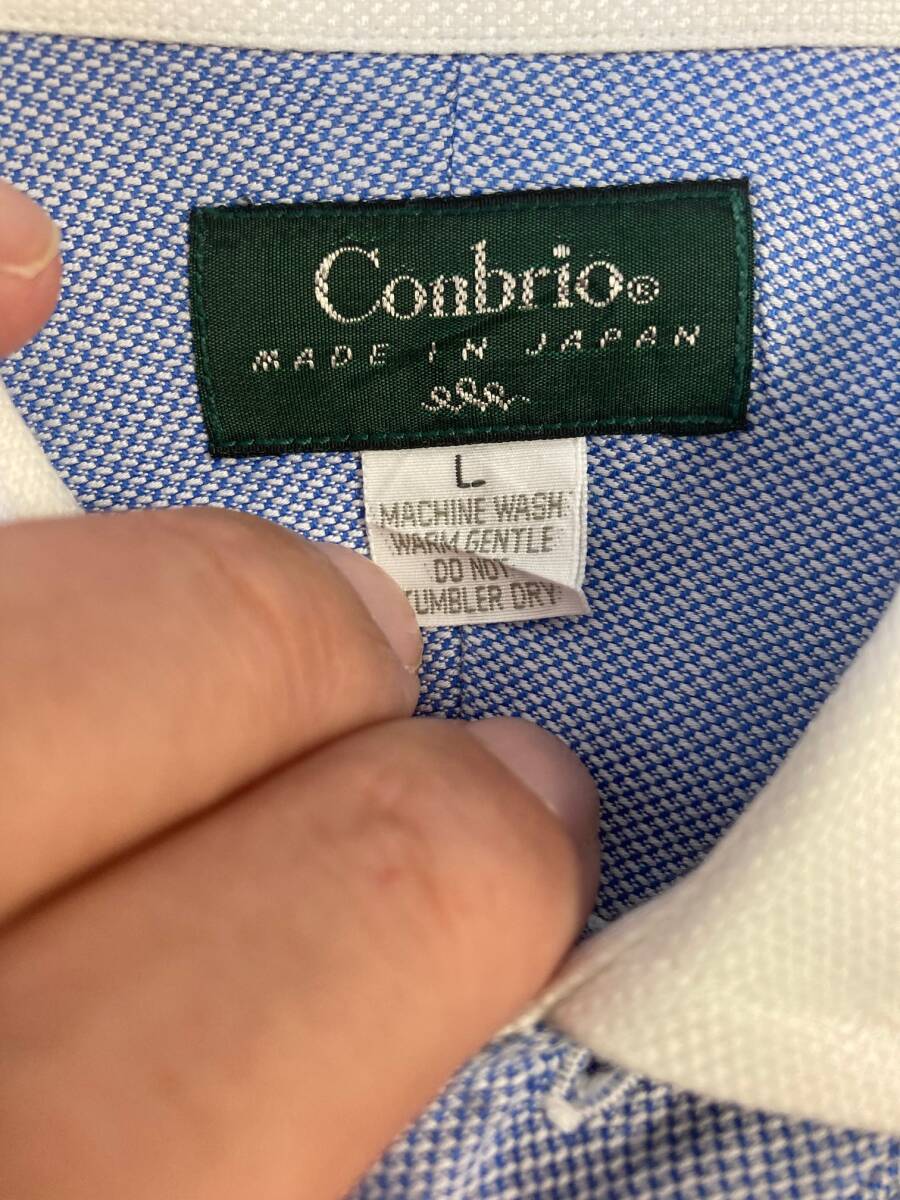 Conbrio®
MADE IN JAPAN
L
MACHINE WASH
WARM GENTLE
DO NOT
TUMBLER DRY